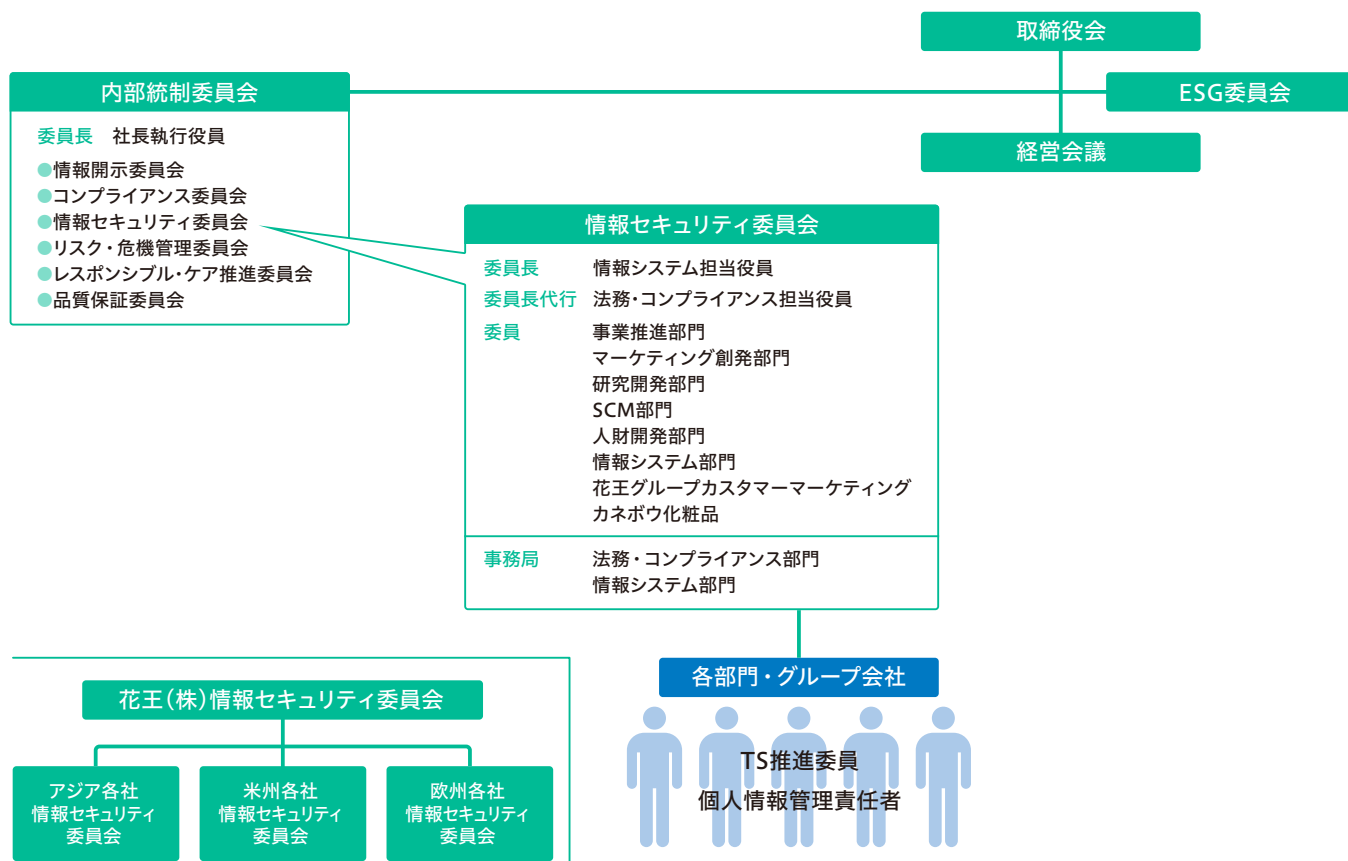 取締役会
内部統制委員会
ESG委員会
経営会議
委員長 社長執行役員
●情報開示委員会
●コンプライアンス委員会
●情報セキュリティ委員会
●リスク・危機管理委員会
●レスポンシブル・ケア推進委員会
●品質保証委員会
情報セキュリティ委員会
委員長 情報システム担当役員
委員長代行 法務・コンプライアンス担当役員
委員 事業推進部門
マーケティング創発部門
研究開発部門
SCM部門
人財開発部門
情報システム部門
花王グループカスタマーマーケティング
カネボウ化粧品
事務局 法務・コンプライアンス部門
情報システム部門
各部門・グループ会社
TS推進委員
個人情報管理責任者
花王(株)情報セキュリティ委員会
アジア各社
情報セキュリティ
委員会
米州各社
情報セキュリティ
委員会
欧州各社
情報セキュリティ
委員会